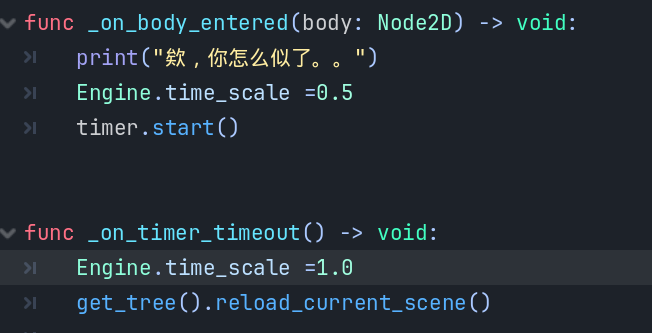 func _on_body_entered(body: Node2D) -> void:
print("欸，你怎么似了。。")
Engine.time_scale =0.5
timer.start()
func _on_timer_timeout() -> void:
Engine.time_scale =1.0
get_tree().reload_current_scene()